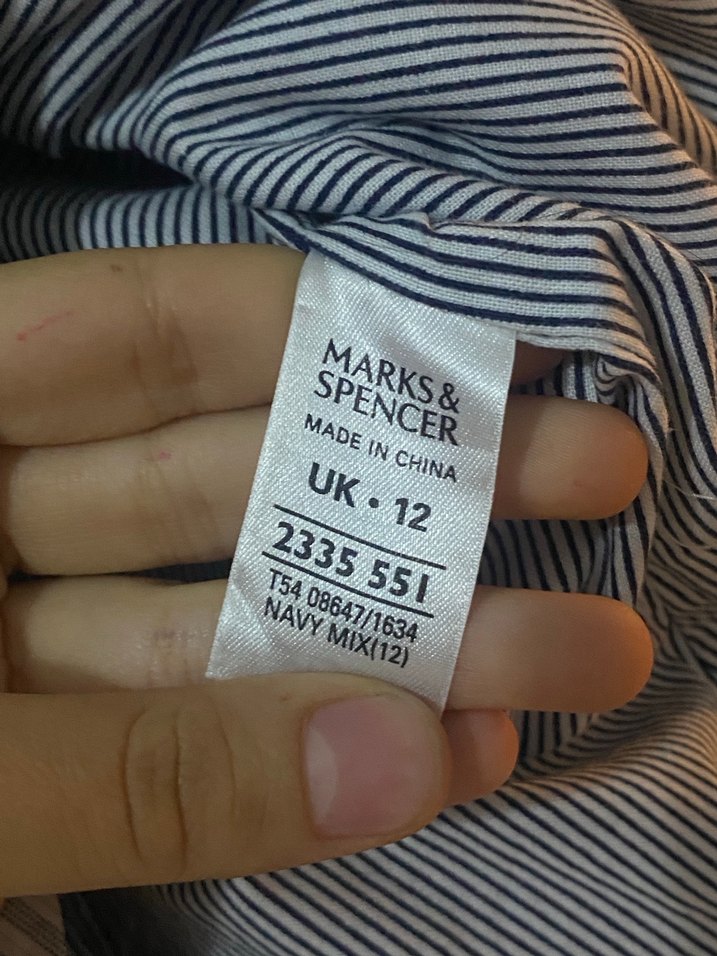 MARKS&
SPENCER
MADE IN CHINA
UK • 12
2335 551
T54 08647/1634
NAVY MIX(12)